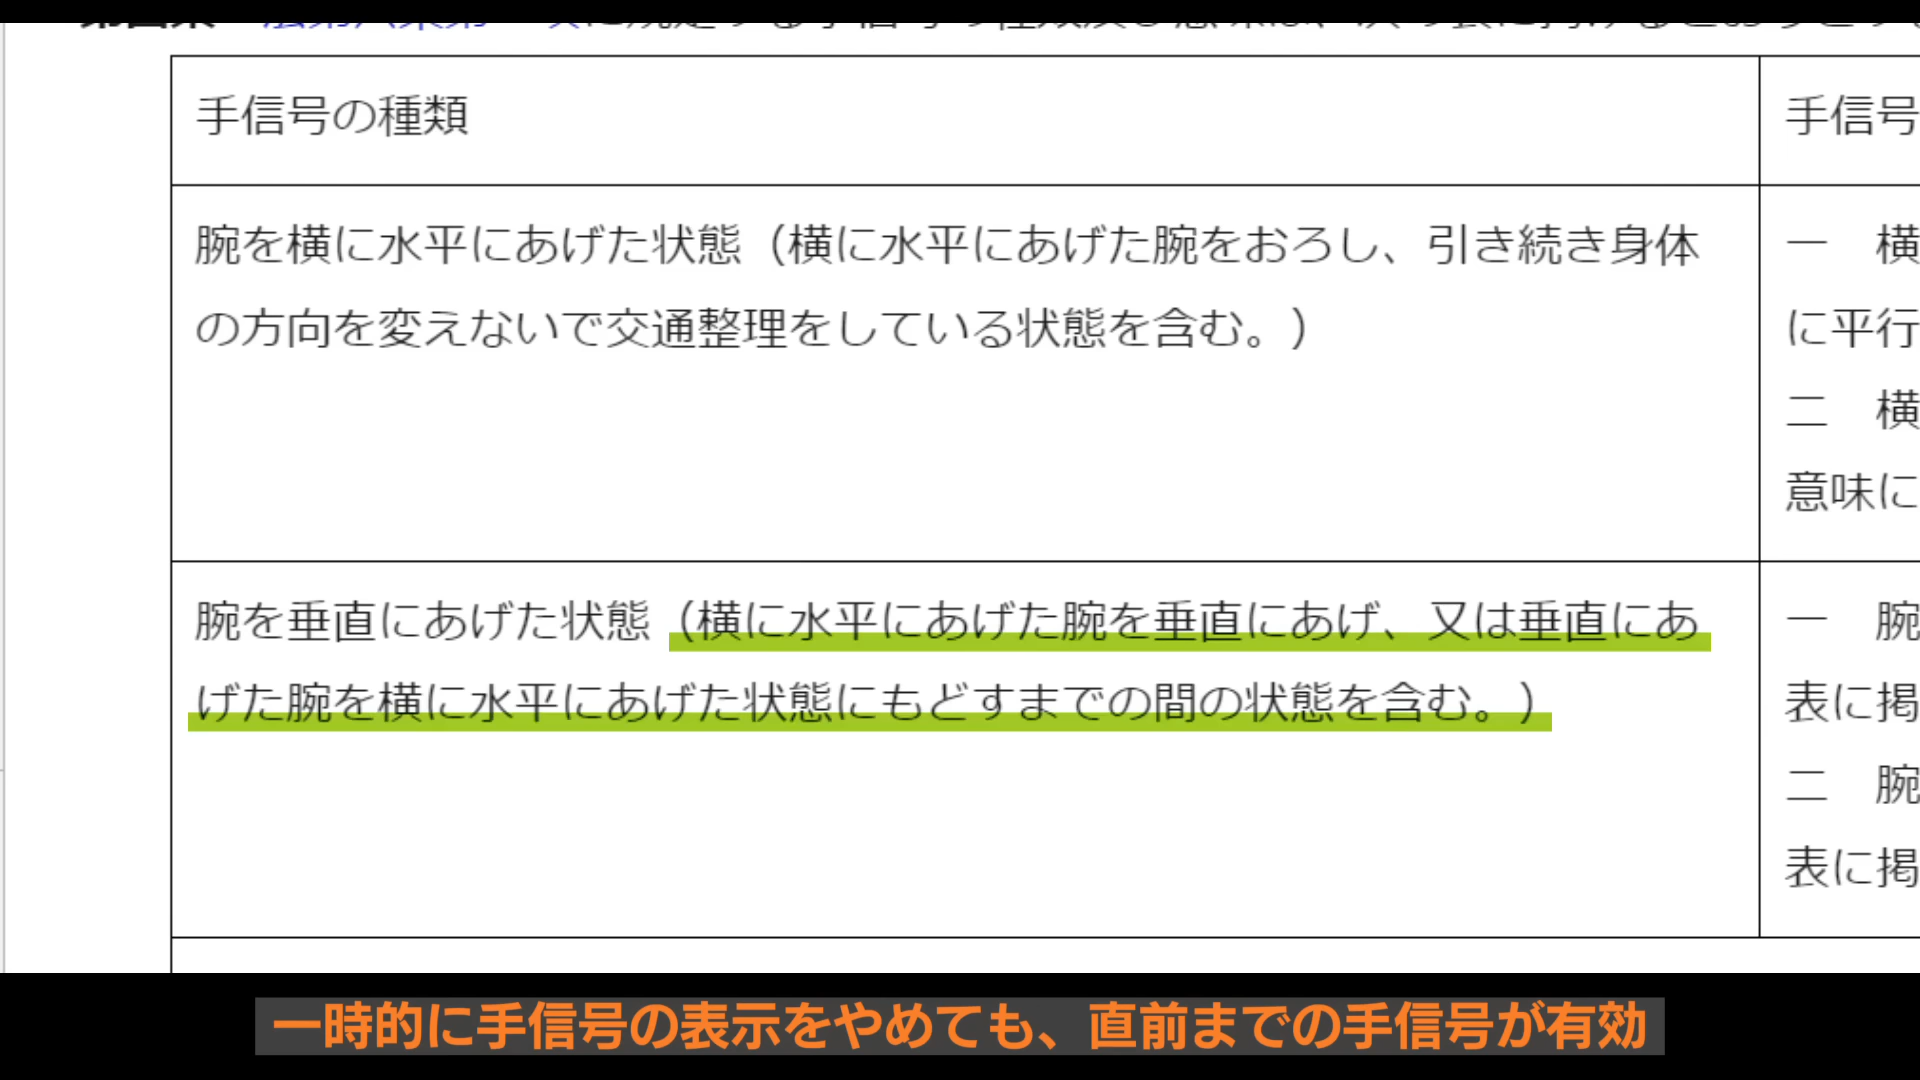 手信号の種類
手信号
腕を横に水平にあげた状態（横に水平にあげた腕をおろし、引き続き身体
の方向を変えないで交通整理をしている状態を含む。）
一 横
に平行
二 横
意味に
腕を垂直にあげた状態（横に水平にあげた腕を垂直にあげ、又は垂直にあ
げた腕を横に水平にあげた状態にもどすまでの間の状態を含む。）
一 腕
表に掲
二 腕
表に掲
一時的に手信号の表示をやめても、直前までの手信号が有効